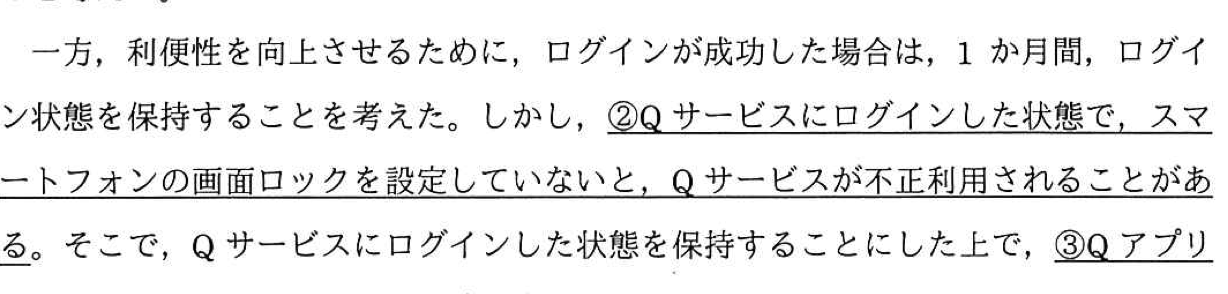 一方，利便性を向上させるために，ログインが成功した場合は，1 か月間，ログイ
ン状態を保持することを考えた。しかし，②Q サービスにログインした状態で，スマ
ートフォンの画面ロックを設定していないと，Q サービスが不正利用されることがあ
る。そこで，Q サービスにログインした状態を保持することにした上で，③Q アプリ